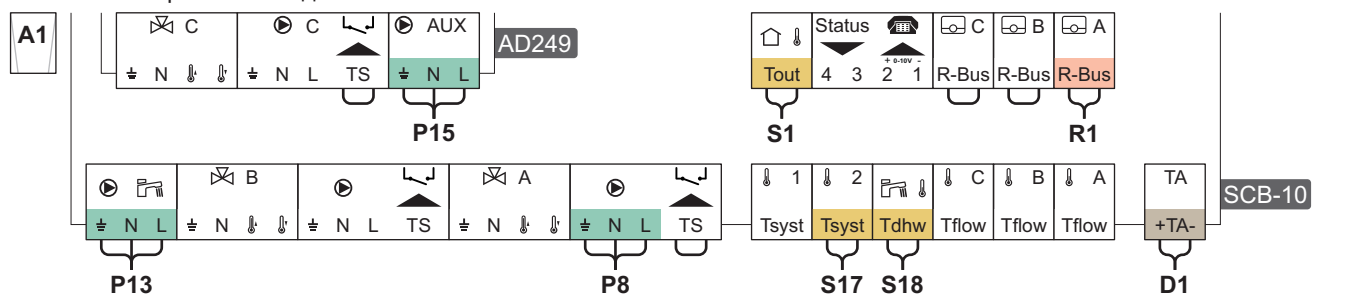 A1
C C AUX AD249
N N L TS N L
P15
Status C B A
+ 0-10V -
Tout 4 3 2 1 R-Bus R-Bus R-Bus
S1 R1
B A
N L N N L TS N N L TS
P13 P8
1 2 C B A TA SCB-10
Tsyst Tsyst Tdhw Tflow Tflow Tflow +TA-
S17 S18 D1